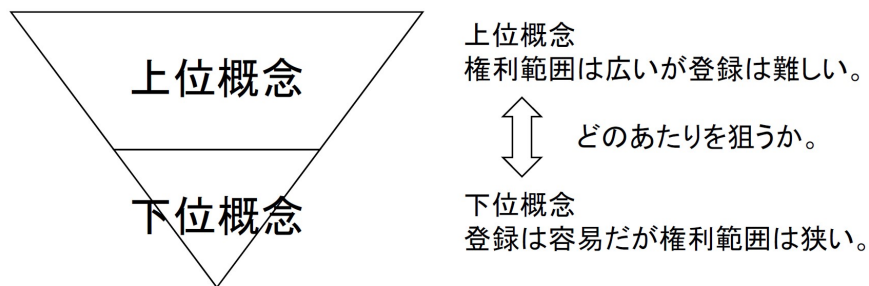 上位概念
下位概念
上位概念
権利範囲は広いが登録は難しい。
どのあたりを狙うか。
下位概念
登録は容易だが権利範囲は狭い。